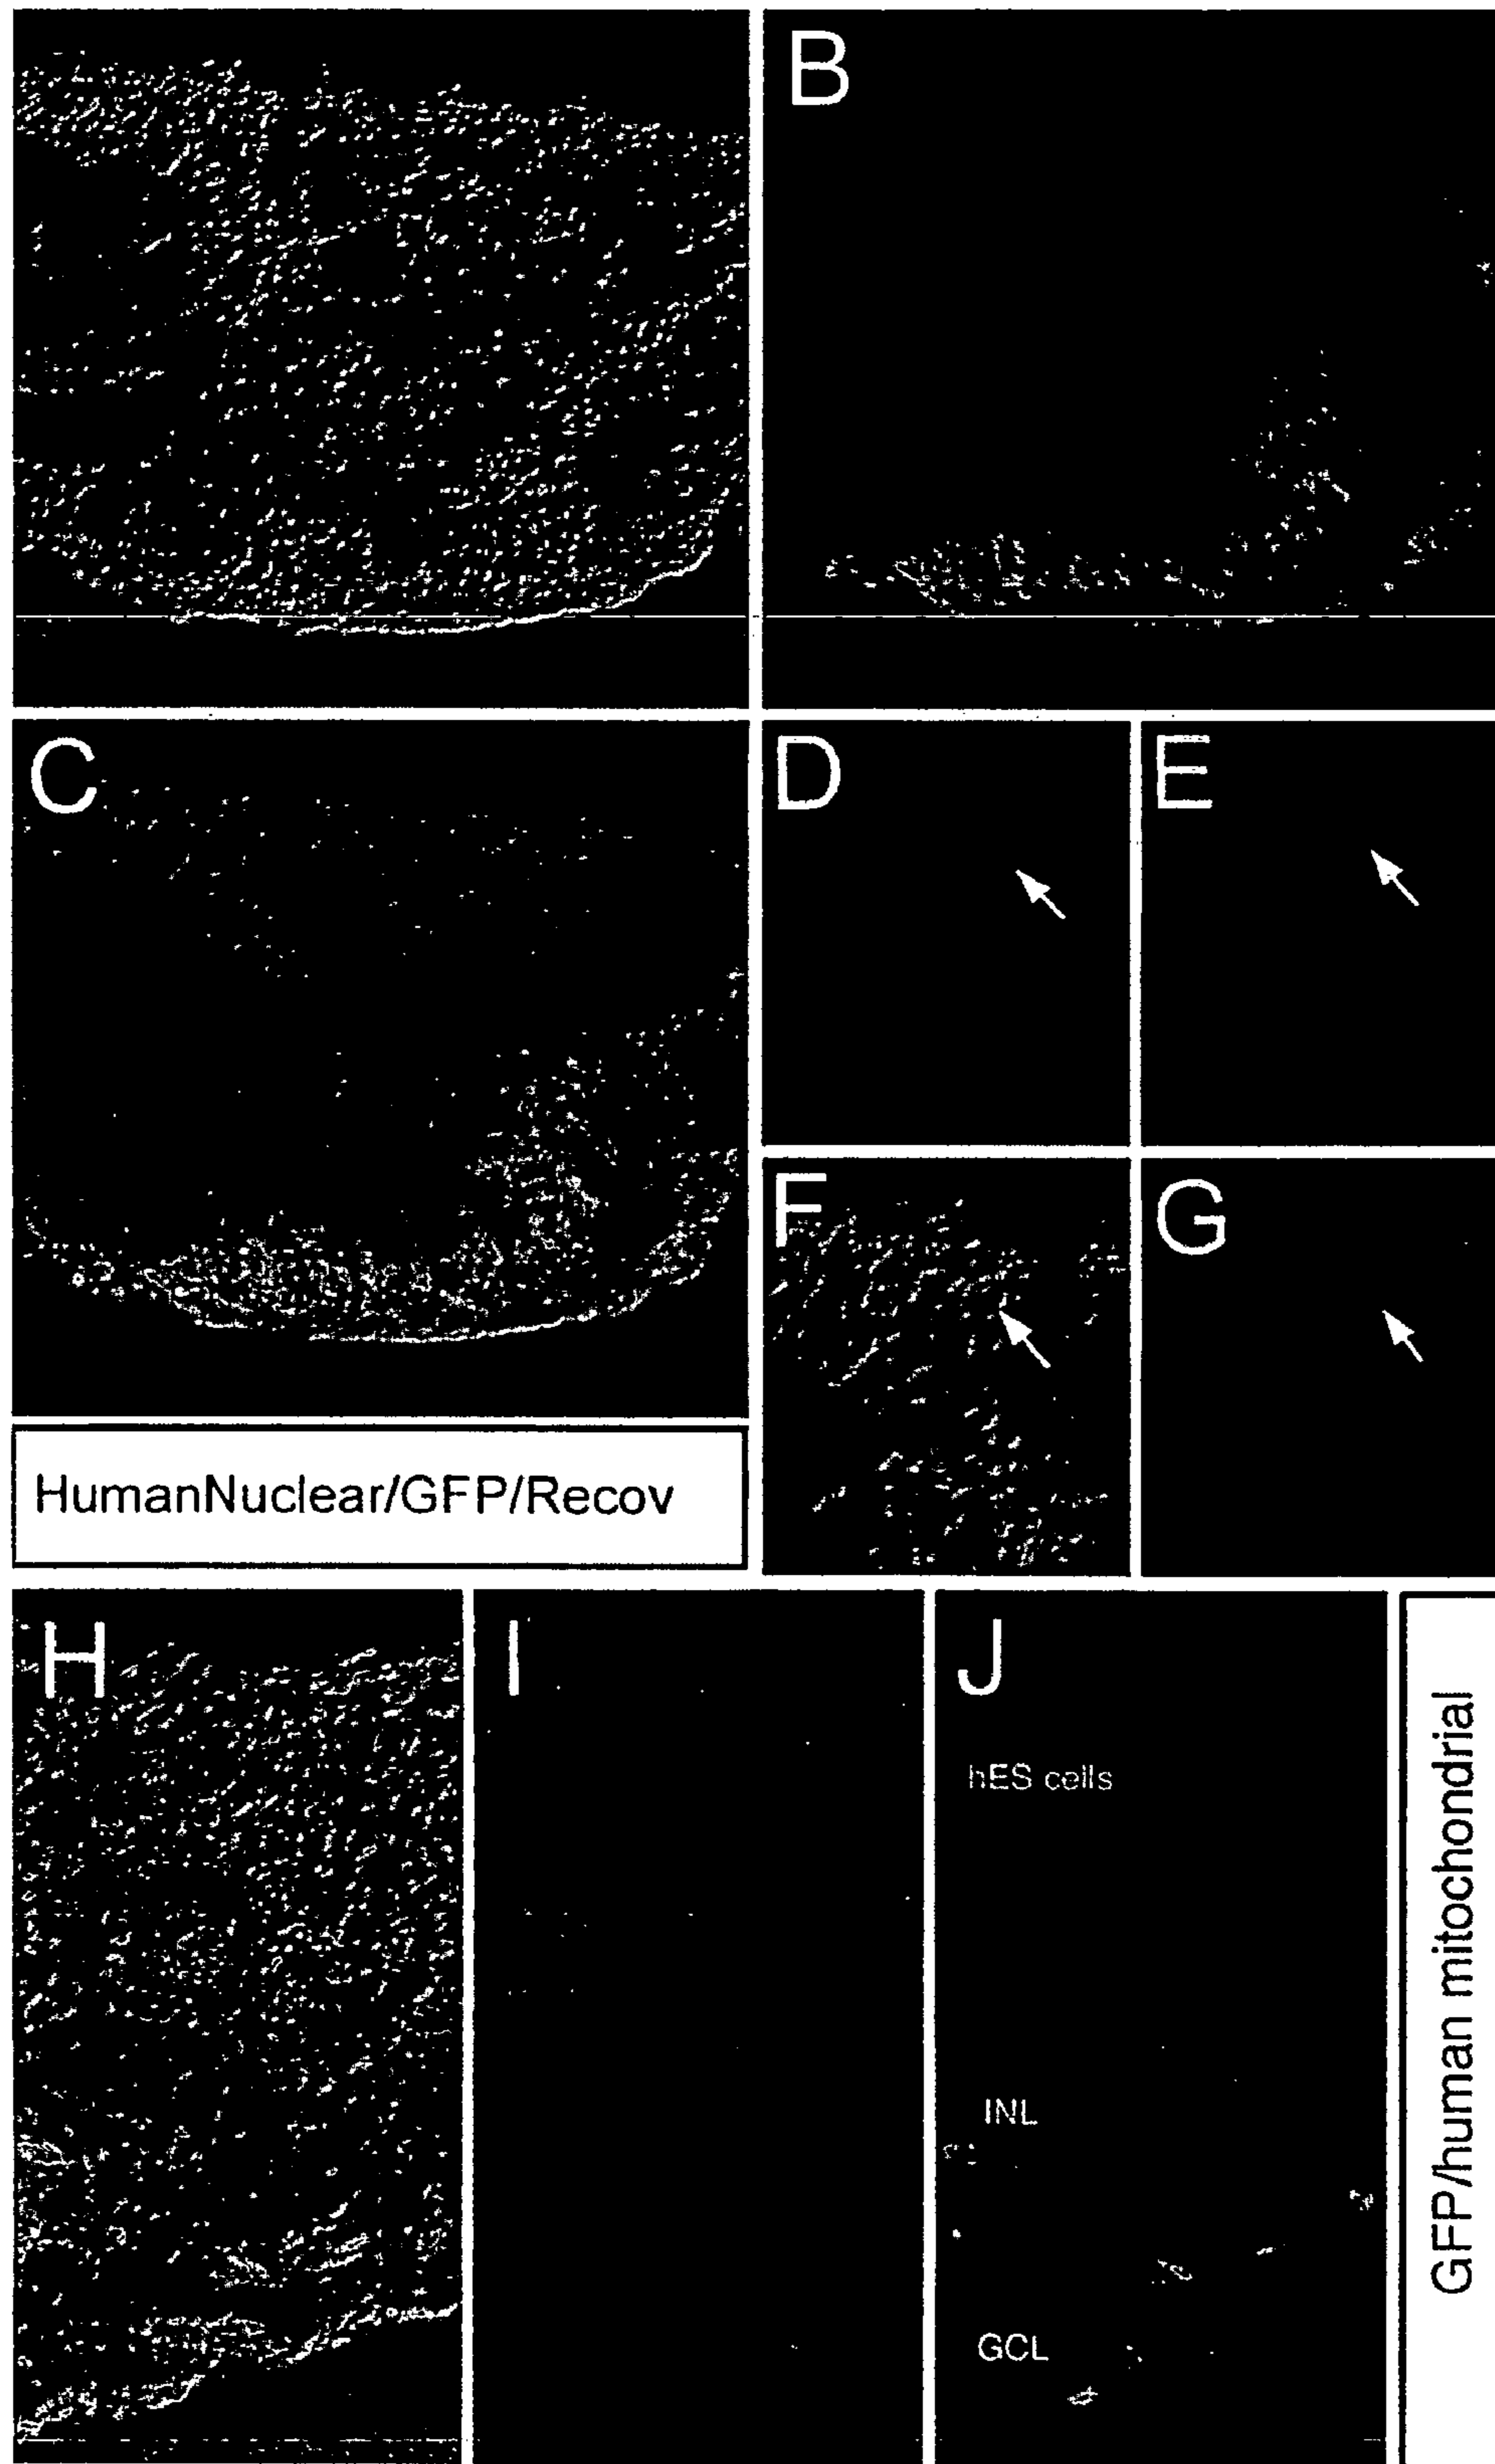 B
C
D
E
F
G
HumanNuclear/GFP/Recov
H
I
J
hES cells
INL
GCL
GFP/human mitochondrial